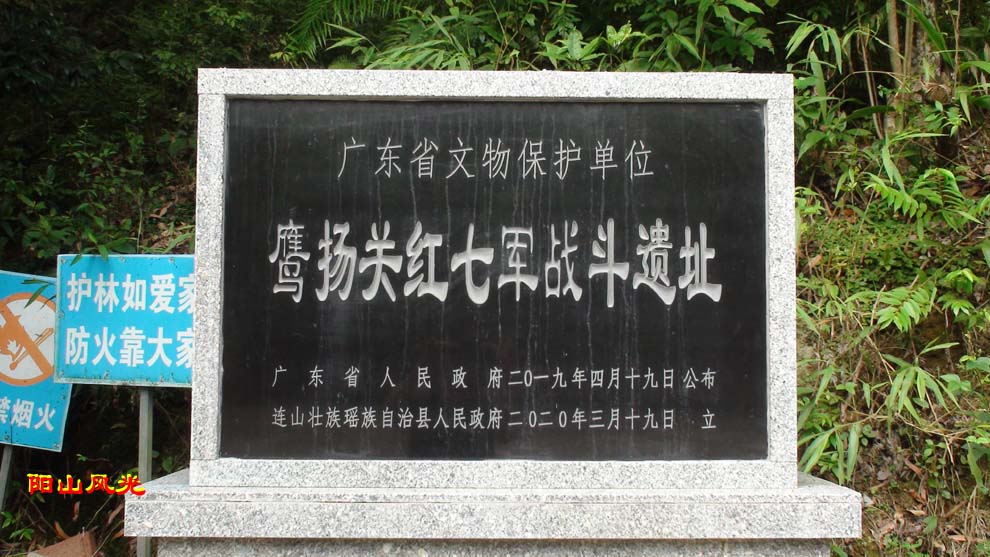 广东省文物保护单位
鹰扬关红七军战斗遗址
广东省人民政府二〇一九年四月十九日公布
连山壮族瑶族自治县人民政府二〇二〇年三月十九日 立
护林如爱家
防火靠大家
禁烟火
阳山风光